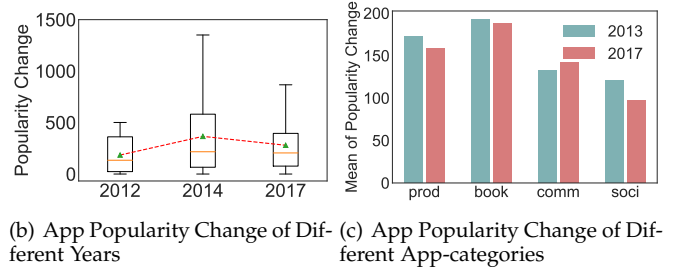 Popularity Change
1500
1000
500
0
2012 2014 2017
(b) App Popularity Change of Dif-
ferent Years
Mean of Popularity Change
200
150
100
50
0
2013
2017
prod book comm soci
(c) App Popularity Change of Dif-
ferent App-categories